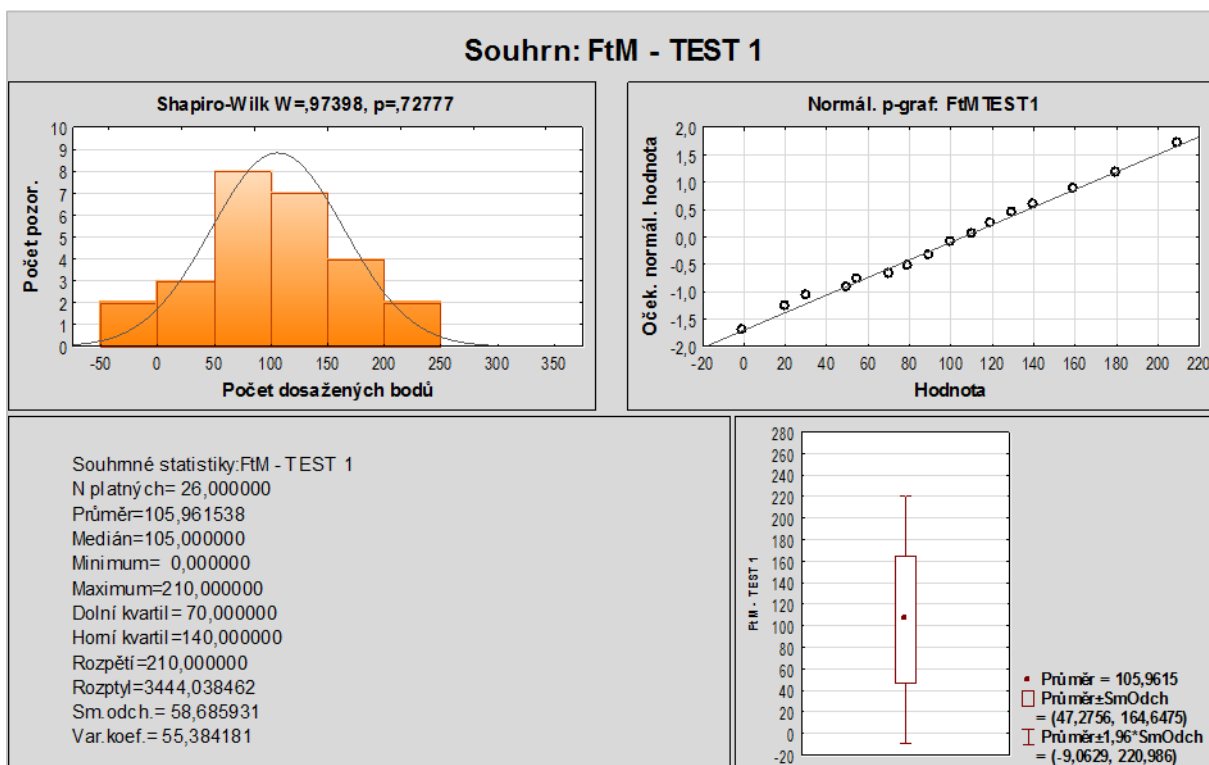 Souhrn: FtM - TEST 1
Shapiro-Wilk W=,97398, p=,72777
Počet pozor.
10
9
8
7
6
5
4
3
2
1
0
-50 0 50 100 150 200 250 300 350
Počet dosažených bodů
Normál. p-graf: FtM TEST 1
Oček. normál. hodnota
2,0
1,5
1,0
0,5
0,0
-0,5
-1,0
-1,5
-2,0
-20 0 20 40 60 80 100 120 140 160 180 200 220
Hodnota
Souhrnné statistiky:FtM - TEST 1
N platných= 26,000000
Průměr=105,961538
Medián=105,000000
Minimum= 0,000000
Maximum=210,000000
Dolní kvartil= 70,000000
Horní kvartil=140,000000
Rozpětí=210,000000
Rozptyl=3444,038462
Sm.odch.= 58,685931
Var.koef.= 55,384181
FtM - TEST 1
280
260
240
220
200
180
160
140
120
100
80
60
40
20
0
-20
Průměr = 105,9615
Průměr±SmOdch
= (47,2756, 164,6475)
Průměr±1,96*SmOdch
= (-9,0629, 220,986)